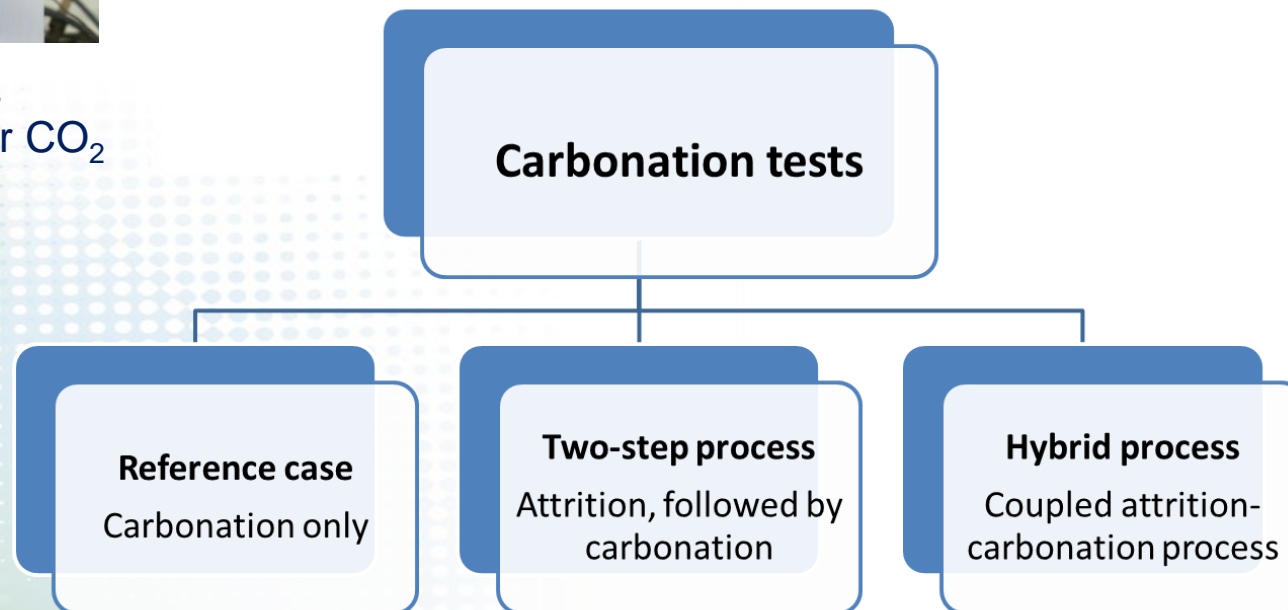 r CO₂
Carbonation tests
Reference case
Carbonation only
Two-step process
Attrition, followed by
carbonation
Hybrid process
Coupled attrition-
carbonation process